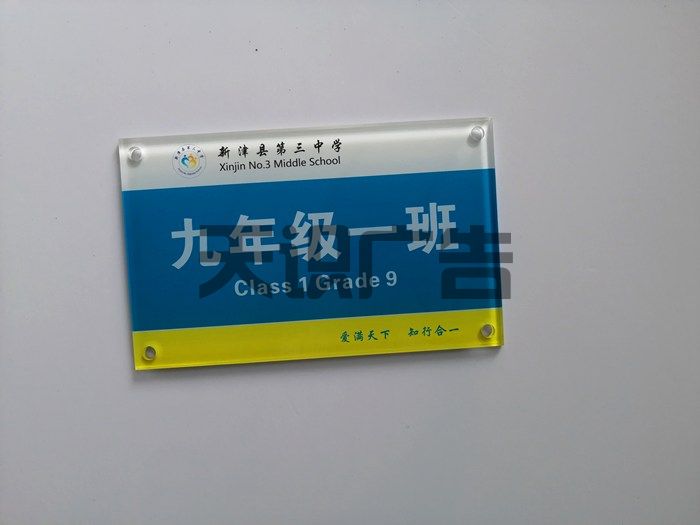 新津县第三中学
Xinjin No.3 Middle School
九年级一班
Class 1 Grade 9
天识广告
爱满天下 知行合一